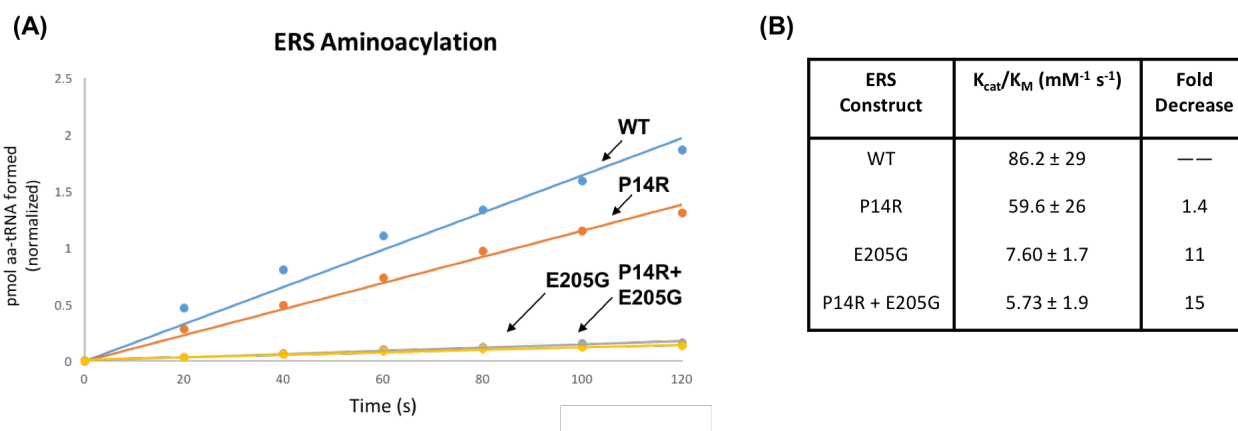 (A)
ERS Aminoacylation
pmol aa-tRNA formed
(normalized)
2.5
2
1.5
1
0.5
0
WT
P14R
E205G
P14R+
E205G
0 20 40 60 80 100 120
Time (s)
(B)
ERS Construct Kcat/KM (mM⁻¹ s⁻¹) Fold Decrease
WT 86.2 ± 29 ——
P14R 59.6 ± 26 1.4
E205G 7.60 ± 1.7 11
P14R + E205G 5.73 ± 1.9 15